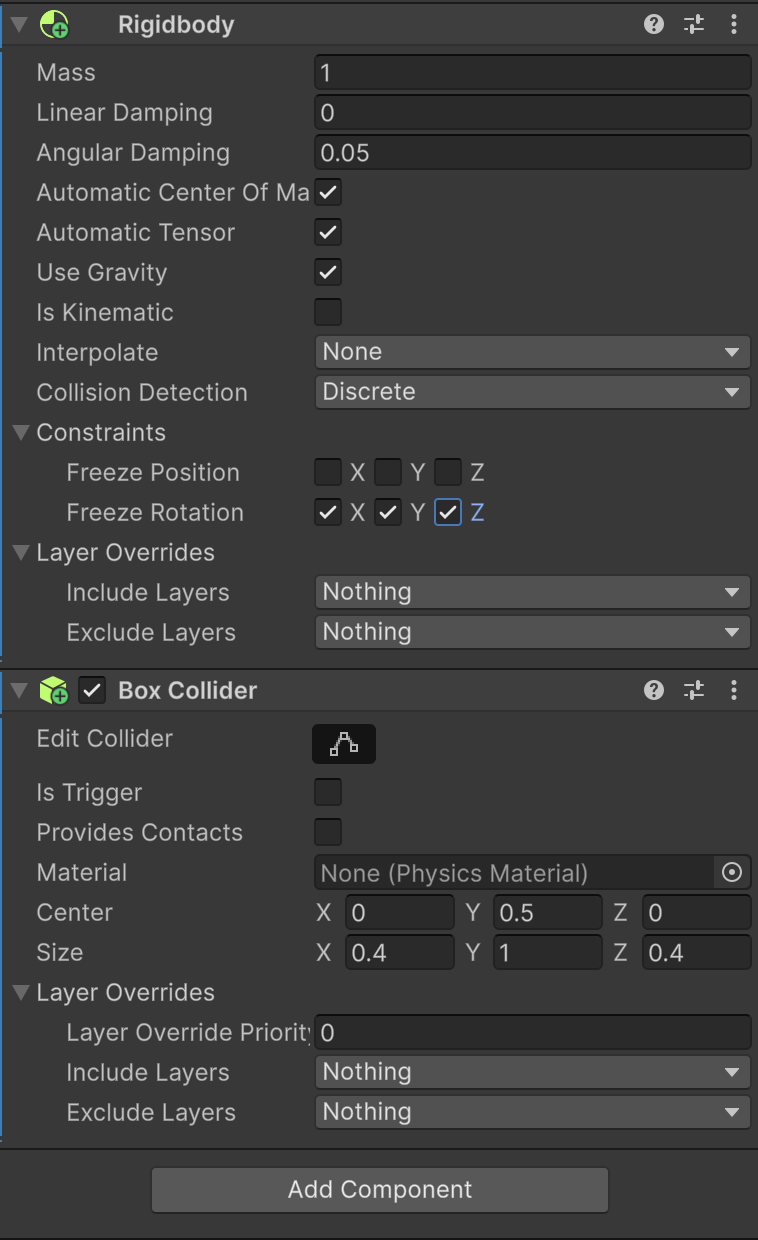 Rigidbody
Mass 1
Linear Damping 0
Angular Damping 0.05
Automatic Center Of Ma
Automatic Tensor
Use Gravity
Is Kinematic
Interpolate None
Collision Detection Discrete
Constraints
Freeze Position X Y Z
Freeze Rotation X Y Z
Layer Overrides
Include Layers Nothing
Exclude Layers Nothing
Box Collider
Edit Collider
Is Trigger
Provides Contacts
Material None (Physics Material)
Center X 0 Y 0.5 Z 0
Size X 0.4 Y 1 Z 0.4
Layer Overrides
Layer Override Priority 0
Include Layers Nothing
Exclude Layers Nothing
Add Component